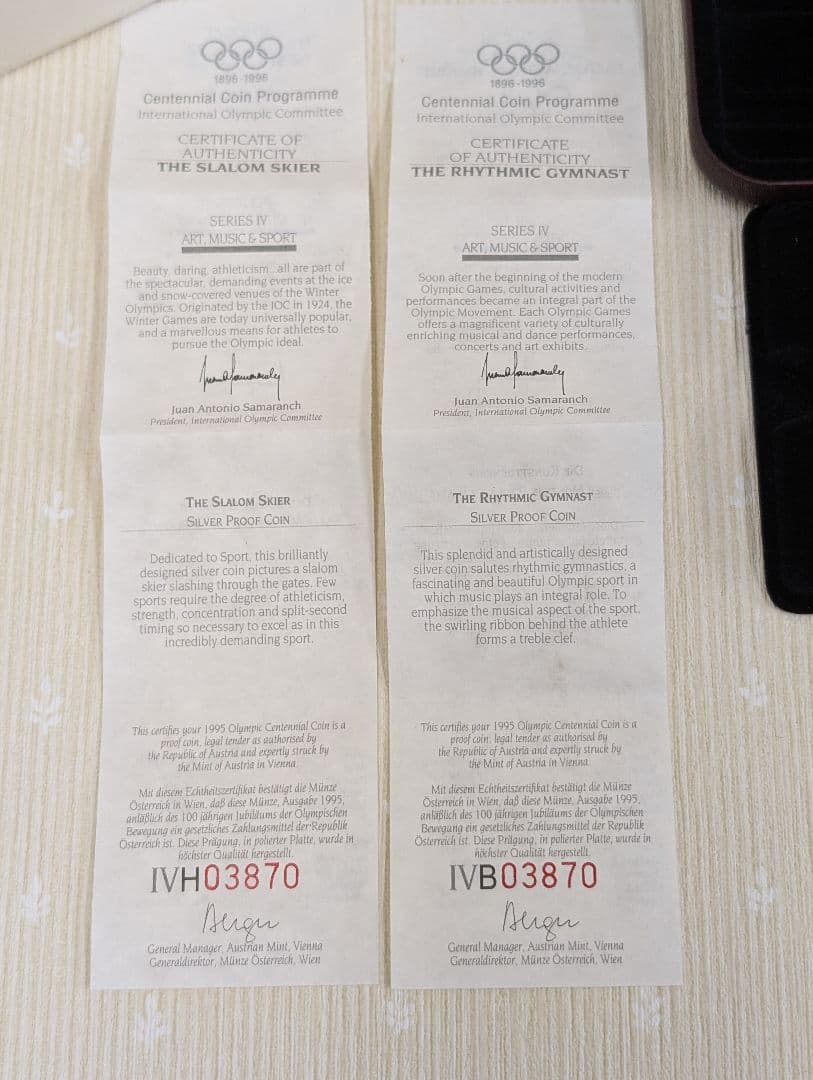 1896-1996
Centennial Coin Programme
International Olympic Committee
CERTIFICATE OF
AUTHENTICITY
THE SLALOM SKIER
SERIES IV
ART, MUSIC & SPORT
Beauty, daring, athleticism...all are part of
the spectacular, demanding events at the ice
and snow-covered venues of the Winter
Olympics. Originated by the IOC in 1924, the
Winter Games are today universally popular,
and a marvellous means for athletes to
pursue the Olympic ideal.
Juan Antonio Samaranch
President, International Olympic Committee
THE SLALOM SKIER
SILVER PROOF COIN
Dedicated to Sport, this brilliantly
designed silver coin pictures a slalom
skier slashing through the gates. Few
sports require the degree of athleticism,
strength, concentration and split-second
timing so necessary to excel as in this
incredibly demanding sport.
This certifies your 1995 Olympic Centennial Coin is a
proof coin, legal tender as authorised by
the Republic of Austria and expertly struck by
the Mint of Austria in Vienna.
Mit diesem Echtheitszertifikat bestätigt die Münze
Österreich in Wien, daß diese Münze, Ausgabe 1995,
anläßlich des 100 jährigen Jubiläums der Olympischen
Bewegung ein gesetzliches Zahlungsmittel der Republik
Österreich ist. Diese Prägung, in polierter Platte, wurde in
höchster Qualität hergestellt.
IVH03870
General Manager, Austrian Mint, Vienna
Generaldirektor, Münze Österreich, Wien
1896-1996
Centennial Coin Programme
International Olympic Committee
CERTIFICATE
OF AUTHENTICITY
THE RHYTHMIC GYMNAST
SERIES IV
ART, MUSIC & SPORT
Soon after the beginning of the modern
Olympic Games, cultural activities and
performances became an integral part of the
Olympic Movement. Each Olympic Games
offers a magnificent variety of culturally
enriching musical and dance performances,
concerts and art exhibits.
Juan Antonio Samaranch
President, International Olympic Committee
THE RHYTHMIC GYMNAST
SILVER PROOF COIN
This splendid and artistically designed
silver coin salutes rhythmic gymnastics, a
fascinating and beautiful Olympic sport in
which music plays an integral role. To
emphasize the musical aspect of the sport,
the swirling ribbon behind the athlete
forms a treble clef.
This certifies your 1995 Olympic Centennial Coin is a
proof coin, legal tender as authorised by
the Republic of Austria and expertly struck by
the Mint of Austria in Vienna.
Mit diesem Echtheitszertifikat bestätigt die Münze
Österreich in Wien, daß diese Münze, Ausgabe 1995,
anläßlich des 100 jährigen Jubiläums der Olympischen
Bewegung ein gesetzliches Zahlungsmittel der Republik
Österreich ist. Diese Prägung, in polierter Platte, wurde in
höchster Qualität hergestellt.
IVB03870
General Manager, Austrian Mint, Vienna
Generaldirektor, Münze Österreich, Wien